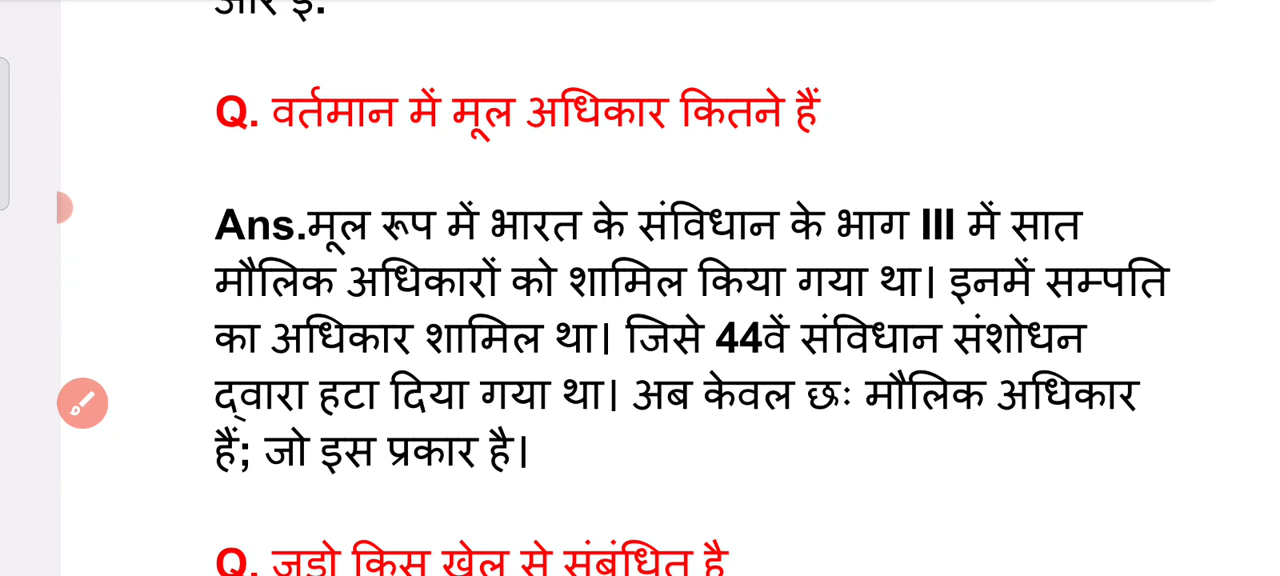 और ड़.
Q. वर्तमान में मूल अधिकार कितने हैं
Ans.मूल रूप में भारत के संविधान के भाग III में सात
मौलिक अधिकारों को शामिल किया गया था। इनमें सम्पति
का अधिकार शामिल था। जिसे 44वें संविधान संशोधन
द्वारा हटा दिया गया था। अब केवल छः मौलिक अधिकार
हैं; जो इस प्रकार है।
Q. जूडो किस खेल से संबंधित है